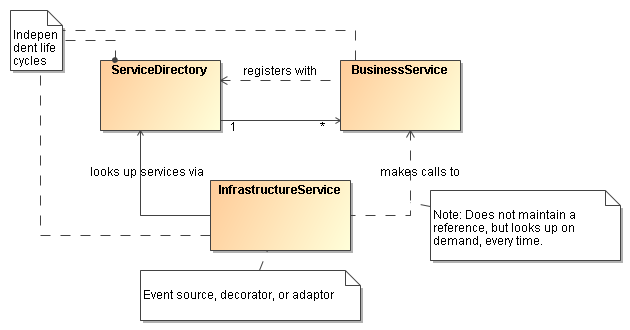 Indepen
dent life
cycles
ServiceDirectory
BusinessService
registers with
1
*
looks up services via
makes calls to
InfrastructureService
Note: Does not maintain a
reference, but looks up on
demand, every time.
Event source, decorator, or adaptor